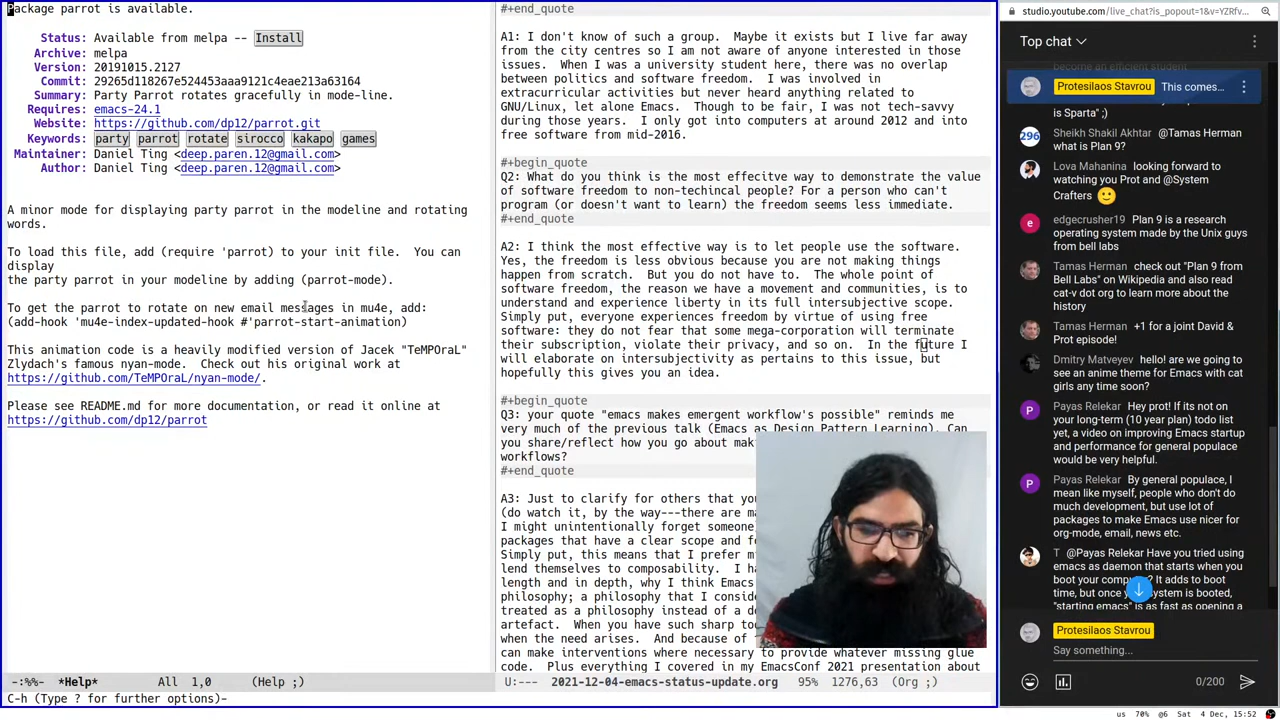 Package parrot is available.
Status: Available from melpa -- Install
Archive: melpa
Version: 20191015.2127
Commit: 29265d118267e524453aaa9121c4eae213a63164
Summary: Party Parrot rotates gracefully in mode-line.
Requires: emacs-24.1
Website: https://github.com/dp12/parrot.git
Keywords: party parrot rotate sirocco kakapo games
Maintainer: Daniel Ting <deep.paren.12@gmail.com>
Author: Daniel Ting <deep.paren.12@gmail.com>
A minor mode for displaying party parrot in the modeline and rotating
words.
To load this file, add (require 'parrot) to your init file.  You can
display
the party parrot in your modeline by adding (parrot-mode).
To get the parrot to rotate on new email messages in mu4e, add:
(add-hook 'mu4e-index-updated-hook #'parrot-start-animation)
This animation code is a heavily modified version of Jacek "TeMPOraL"
Zlydach's famous nyan-mode.  Check out his original work at
https://github.com/TeMPOraL/nyan-mode/.
Please see README.md for more documentation, or read it online at
https://github.com/dp12/parrot
-:%%-  *Help*  All  1,0  (Help ;)
C-h (Type ? for further options)-
#+end_quote
A1: I don't know of such a group.  Maybe it exists but I live far away
from the city centres so I am not aware of anyone interested in those
issues.  When I was a university student here, there was no overlap
between politics and software freedom.  I was involved in
extracurricular activities but never heard anything related to
GNU/Linux, let alone Emacs.  Though to be fair, I was not tech-savvy
during those years.  I only got into computers at around 2012 and into
free software from mid-2016.
#+begin_quote
Q2: What do you think is the most effecitve way to demonstrate the value
of software freedom to non-techincal people? For a person who can't
program (or doesn't want to learn) the freedom seems less immediate.
#+end_quote
A2: I think the most effective way is to let people use the software.
Yes, the freedom is less obvious because you are not making things
happen from scratch.  But you do not have to.  The whole point of
software freedom, the reason we have a movement and communities, is to
understand and experience liberty in its full intersubjective scope.
Simply put, everyone experiences freedom by virtue of using free
software: they do not fear that some mega-corporation will terminate
their subscription, violate their privacy, and so on.  In the future I
will elaborate on intersubjectivity as pertains to this issue, but
hopefully this gives you an idea.
#+begin_quote
Q3: your quote "emacs makes emergent workflow's possible" reminds me
very much of the previous talk (Emacs as Design Pattern Learning). Can
you share/reflect how you go about mak
workflows?
#+end_quote
A3: Just to clarify for others that you
(do watch it, by the way---there are ma
I might unintentionally forget someone
packages that have a clear scope and f
Simply put, this means that I prefer my
lend themselves to composability.  I ha
length and in depth, why I think Emacs
philosophy; a philosophy that I conside
treated as a philosophy instead of a do
artefact.  When you have such sharp too
when the need arises.  And because of t
can make interventions where necessary to provide whatever missing glue
code.  Plus everything I covered in my EmacsConf 2021 presentation about
U:---  2021-12-04-emacs-status-update.org  95%  1276,63  (Org ;)
studio.youtube.com/live_chat?is_popout=1&v=YZRfv...
Top chat
become an efficient student
Protesilaos Stavrou This comes...
is Sparta" ;)
Sheikh Shakil Akhtar @Tamas Herman
what is Plan 9?
Lova Mahanina looking forward to
watching you Prot and @System
Crafters
edgecrusher19 Plan 9 is a research
operating system made by the Unix guys
from bell labs
Tamas Herman check out "Plan 9 from
Bell Labs" on Wikipedia and also read
cat-v dot org to learn more about the
history
Tamas Herman +1 for a joint David &
Prot episode!
Dmitry Matveyev hello! are we going to
see an anime theme for Emacs with cat
girls any time soon?
Payas Relekar Hey prot! If its not on
your long-term (10 year plan) todo list
yet, a video on improving Emacs startup
and performance for general populace
would be very helpful.
Payas Relekar By general populace, I
mean like myself, people who don't do
much development, but use lot of
packages to make Emacs use nicer for
org-mode, email, news etc.
T @Payas Relekar Have you tried using
emacs as daemon that starts when you
boot your It adds to boot
time, but once system is booted,
"starting emacs" is as fast as opening a
Protesilaos Stavrou
Say something...
0/200
us 70% @6 Sat 4 Dec, 15:52